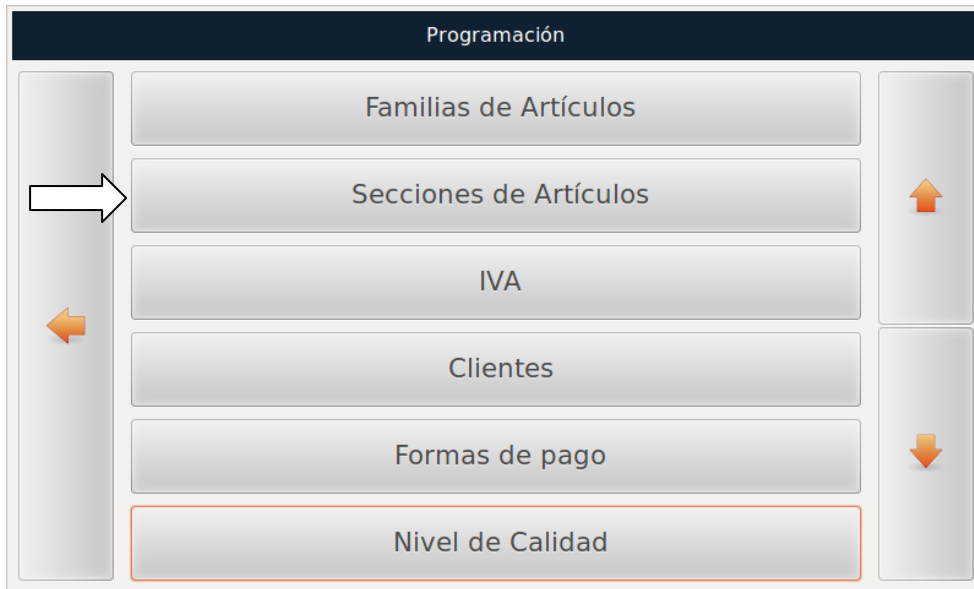 Programación
Familias de Artículos
Secciones de Artículos
IVA
Clientes
Formas de pago
Nivel de Calidad